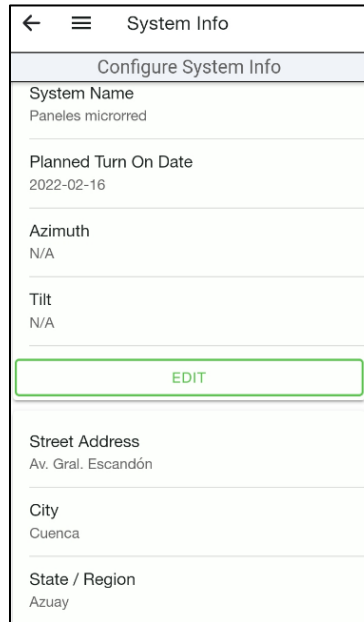 System Info
Configure System Info
System Name
Paneles microrred
Planned Turn On Date
2022-02-16
Azimuth
N/A
Tilt
N/A
EDIT
Street Address
Av. Gral. Escandón
City
Cuenca
State / Region
Azuay